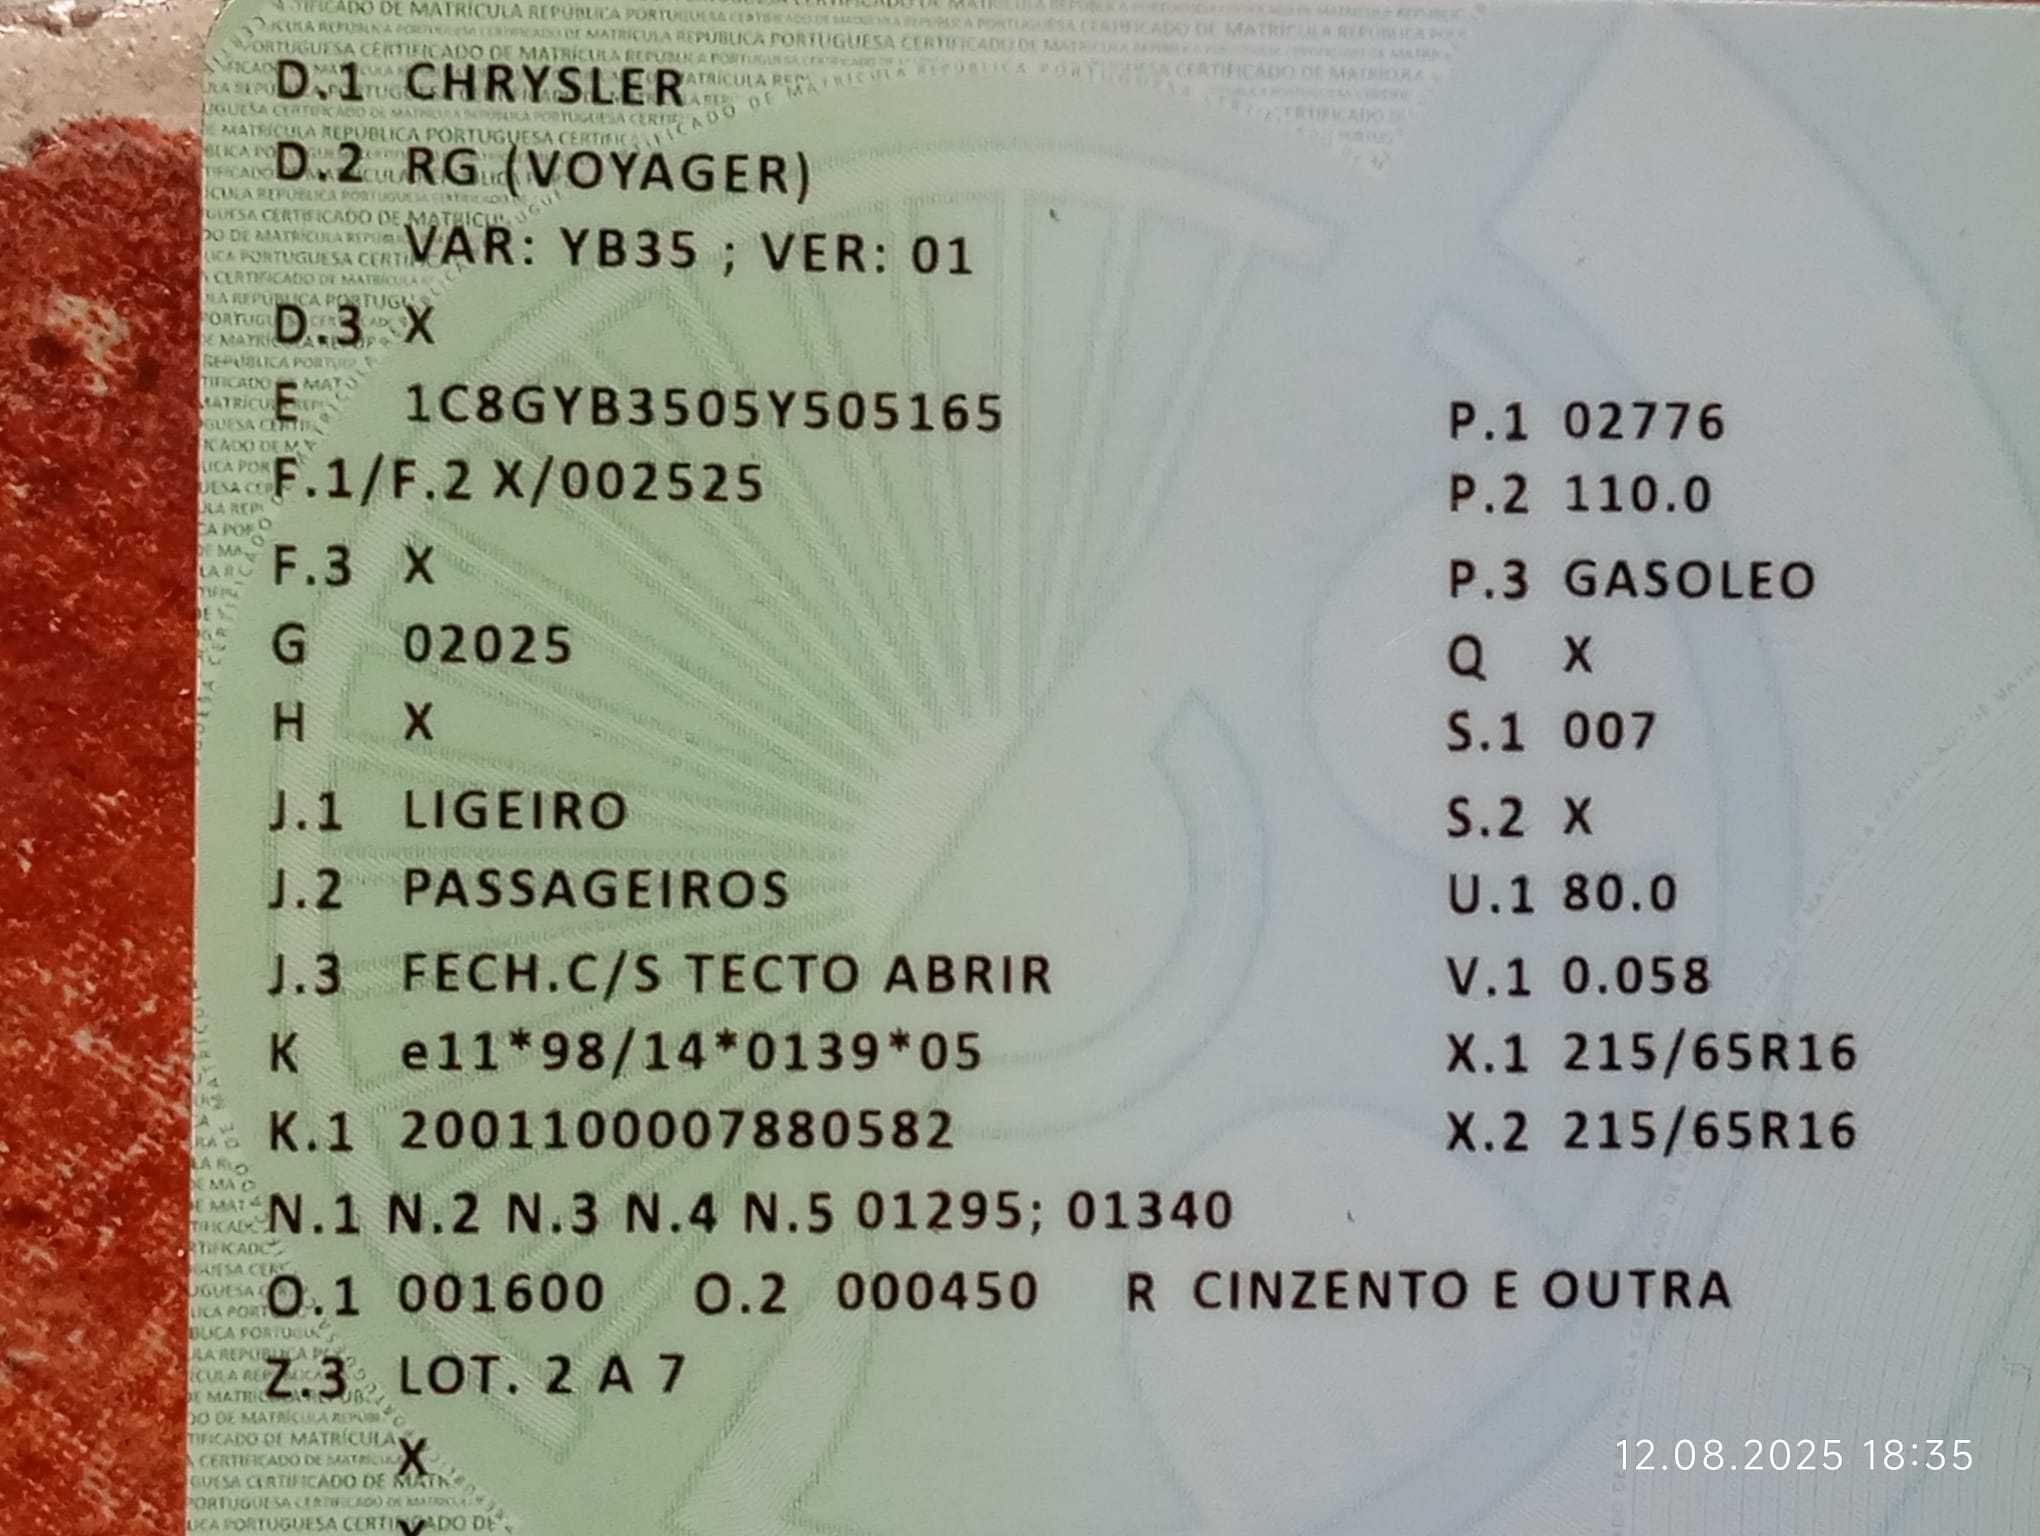 D.1 CHRYSLER
D.2 RG (VOYAGER)
VAR: YB35 ; VER: 01
D.3 X
E 1C8GYB3505Y505165
P.1 02776
F.1/F.2 X/002525
P.2 110.0
F.3 X
P.3 GASOLEO
G 02025
Q X
H X
S.1 007
J.1 LIGEIRO
S.2 X
J.2 PASSAGEIROS
U.1 80.0
J.3 FECH.C/S TECTO ABRIR
V.1 0.058
K e11*98/14*0139*05
X.1 215/65R16
K.1 2001100007880582
X.2 215/65R16
N.1 N.2 N.3 N.4 N.5 01295; 01340
O.1 001600 O.2 000450 R CINZENTO E OUTRA
Z.3 LOT. 2 A 7
X
12.08.2025 18:35